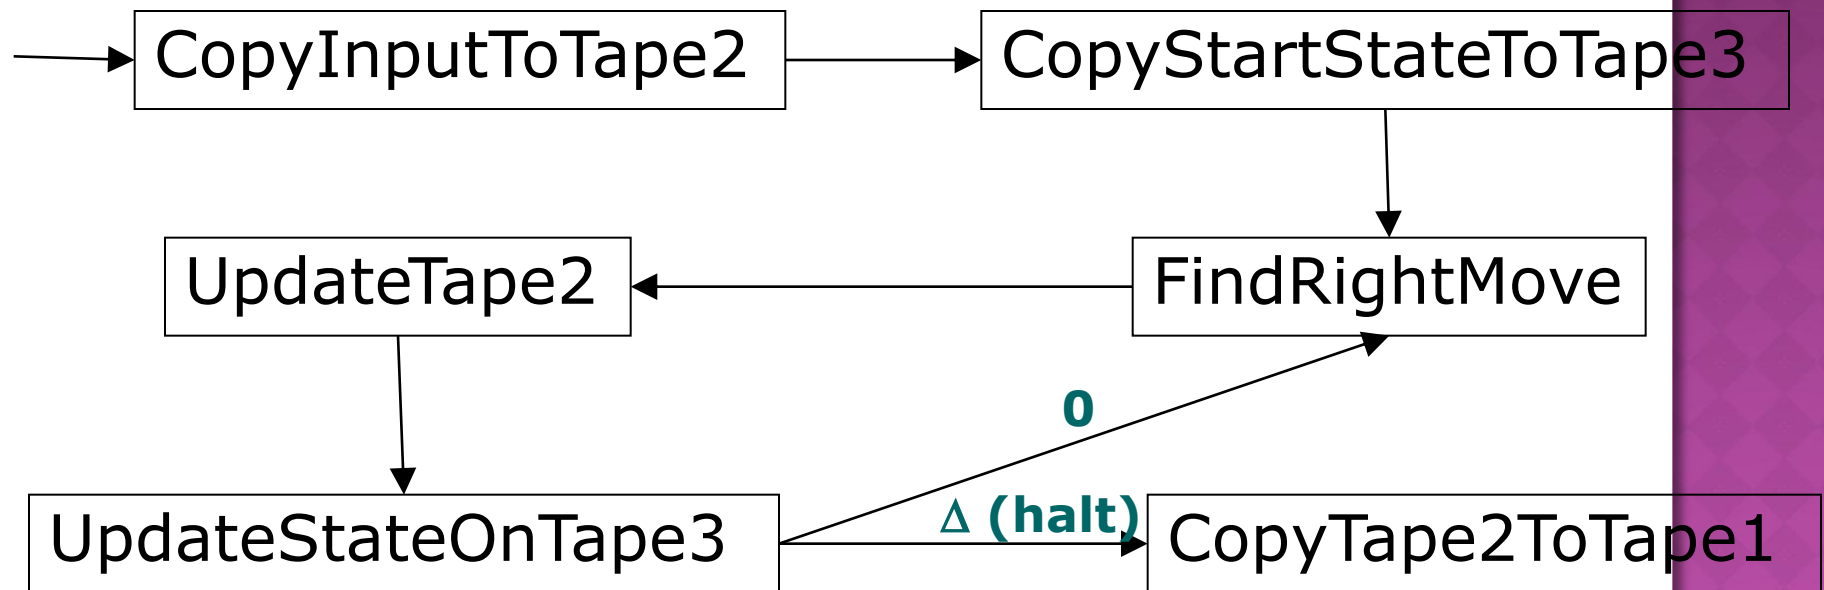 CopyInputToTape2
CopyStartStateToTape3
UpdateTape2
FindRightMove
0
Δ (halt)
UpdateStateOnTape3
CopyTape2ToTape1